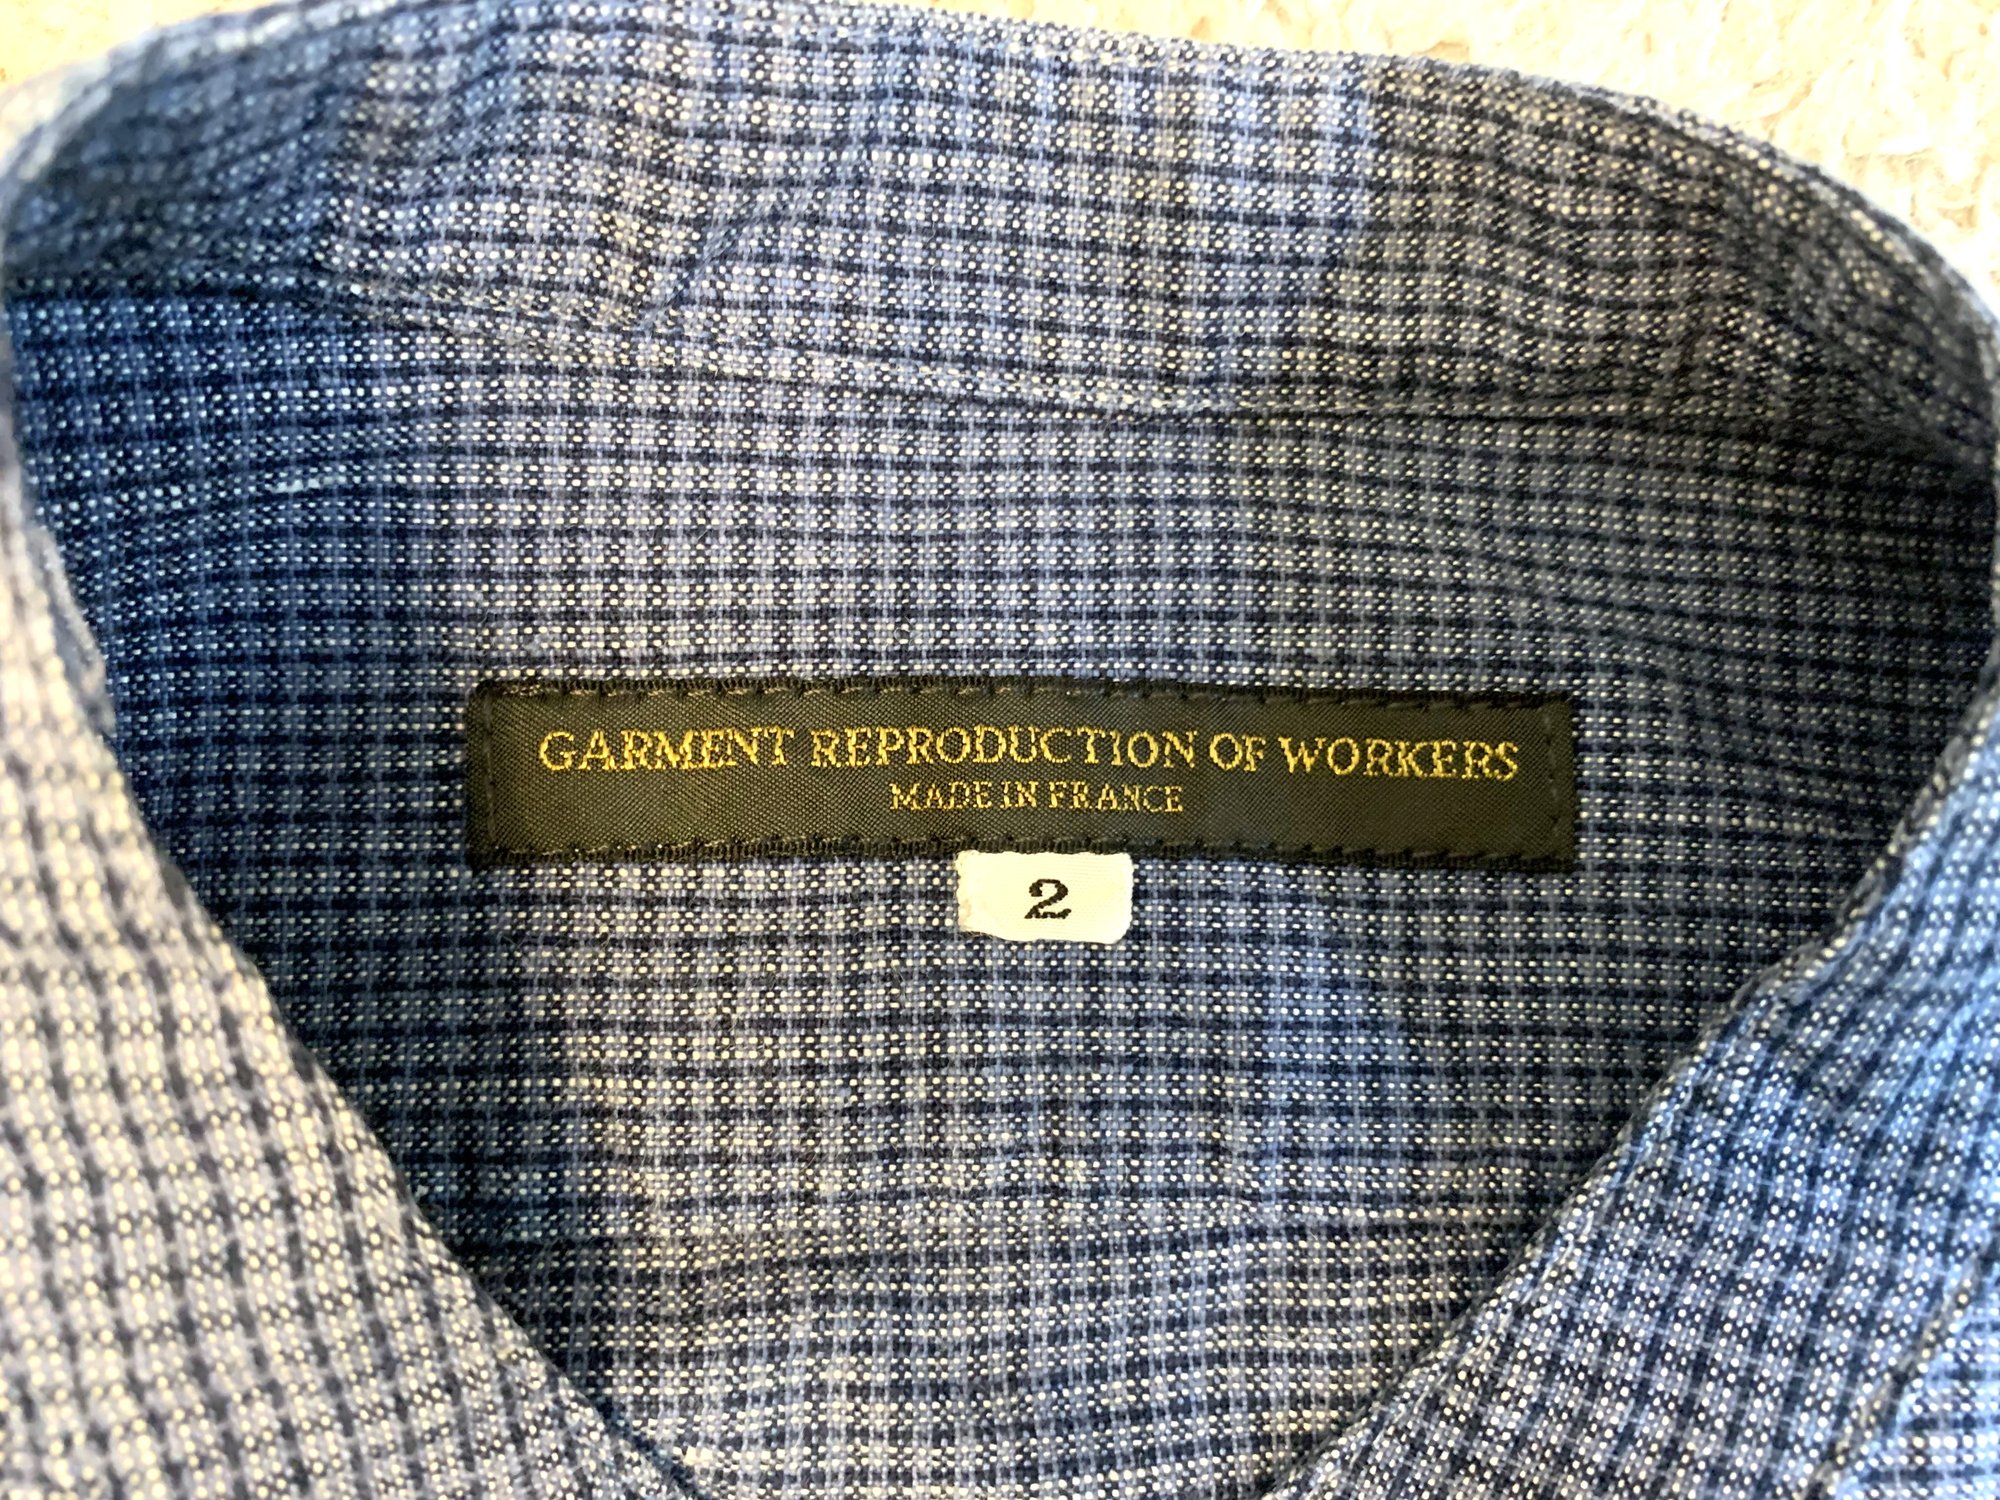 GARMENT REPRODUCTION OF WORKERS
MADE IN FRANCE
2